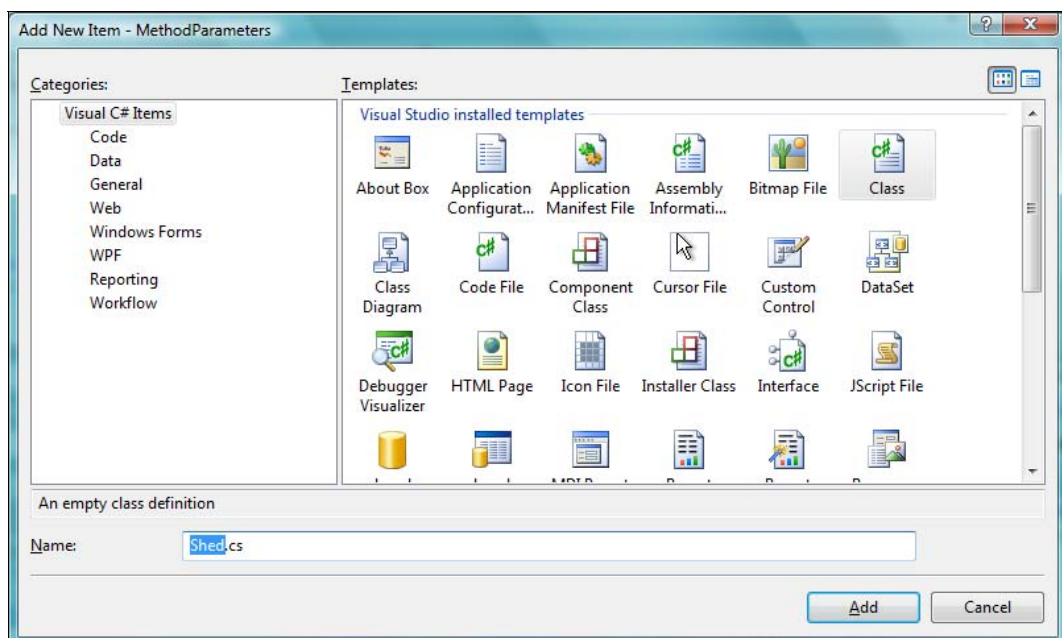 Add New Item - MethodParameters
Categories:
Templates:
Visual C# Items
Code
Data
General
Web
Windows Forms
WPF
Reporting
Workflow
Visual Studio installed templates
About Box
Application
Configurat...
Application
Manifest File
Assembly
Informati...
Bitmap File
Class
Class
Diagram
Code File
Component
Class
Cursor File
Custom
Control
DataSet
Debugger
Visualizer
HTML Page
Icon File
Installer Class
Interface
JScript File
An empty class definition
Name:
Shed.cs
Add
Cancel